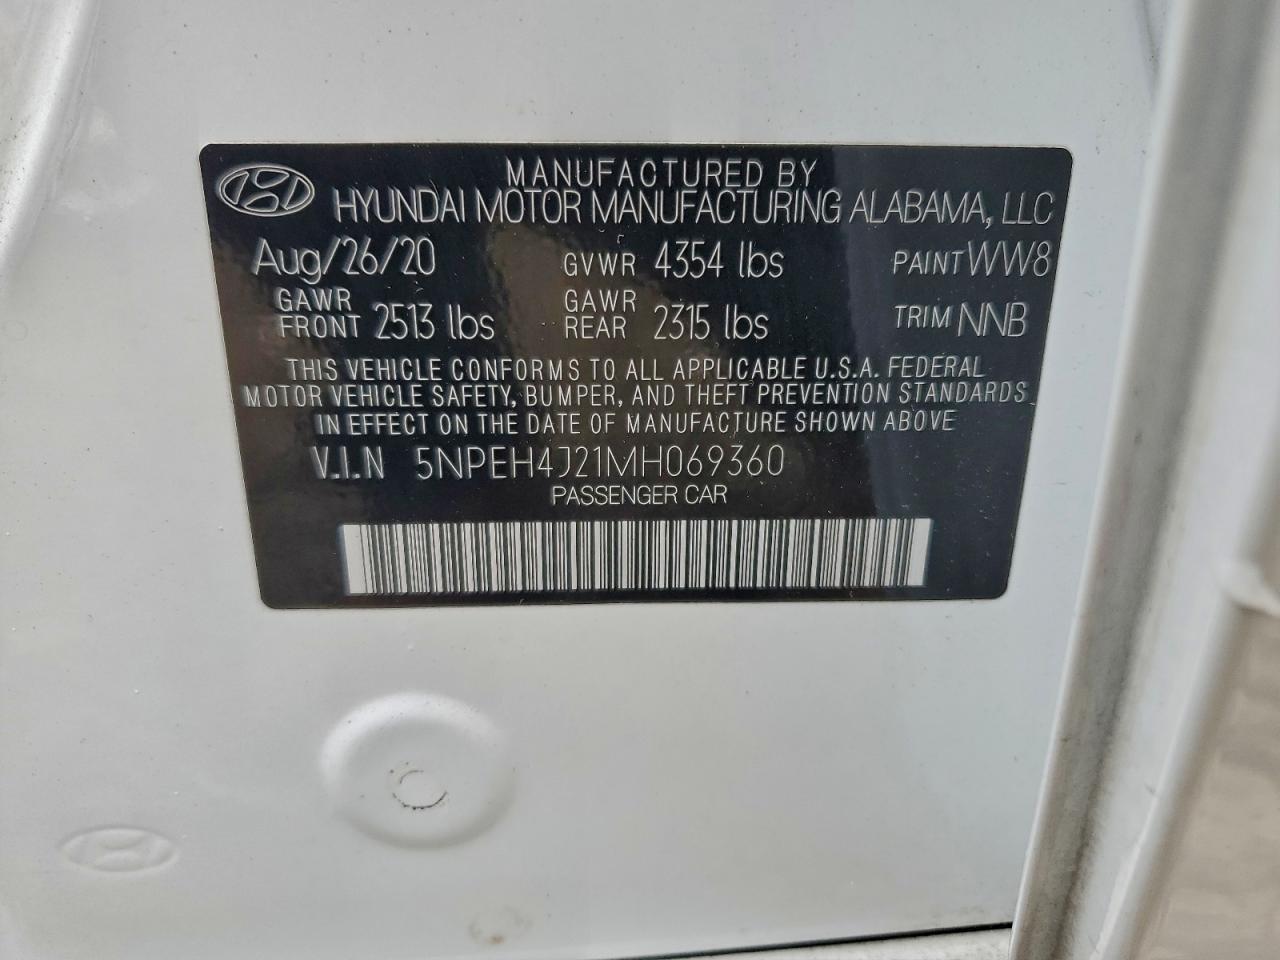 MANUFACTURED BY
HYUNDAI MOTOR MANUFACTURING ALABAMA, LLC
Aug/26/20 GVWR 4354 lbs PAINT WW8
GAWR FRONT 2513 lbs GAWR REAR 2315 lbs TRIM NNB
THIS VEHICLE CONFORMS TO ALL APPLICABLE U.S.A. FEDERAL
MOTOR VEHICLE SAFETY, BUMPER, AND THEFT PREVENTION STANDARDS
IN EFFECT ON THE DATE OF MANUFACTURE SHOWN ABOVE
V.I.N 5NPEH4J21MH069360
PASSENGER CAR